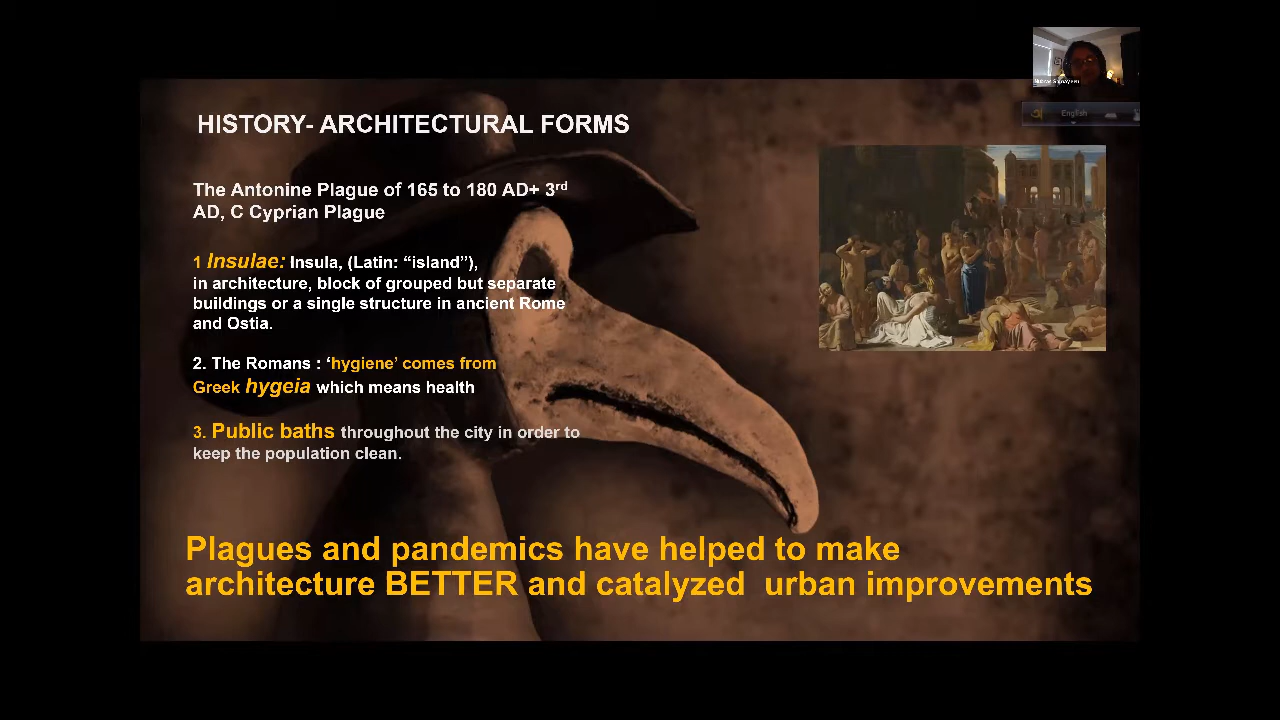 HISTORY- ARCHITECTURAL FORMS
The Antonine Plague of 165 to 180 AD+ 3rd
AD, C Cyprian Plague
1 Insulae: Insula, (Latin: “island”),
in architecture, block of grouped but separate
buildings or a single structure in ancient Rome
and Ostia.
2. The Romans : ‘hygiene’ comes from
Greek hygeia which means health
3. Public baths throughout the city in order to
keep the population clean.
Plagues and pandemics have helped to make
architecture BETTER and catalyzed urban improvements
English